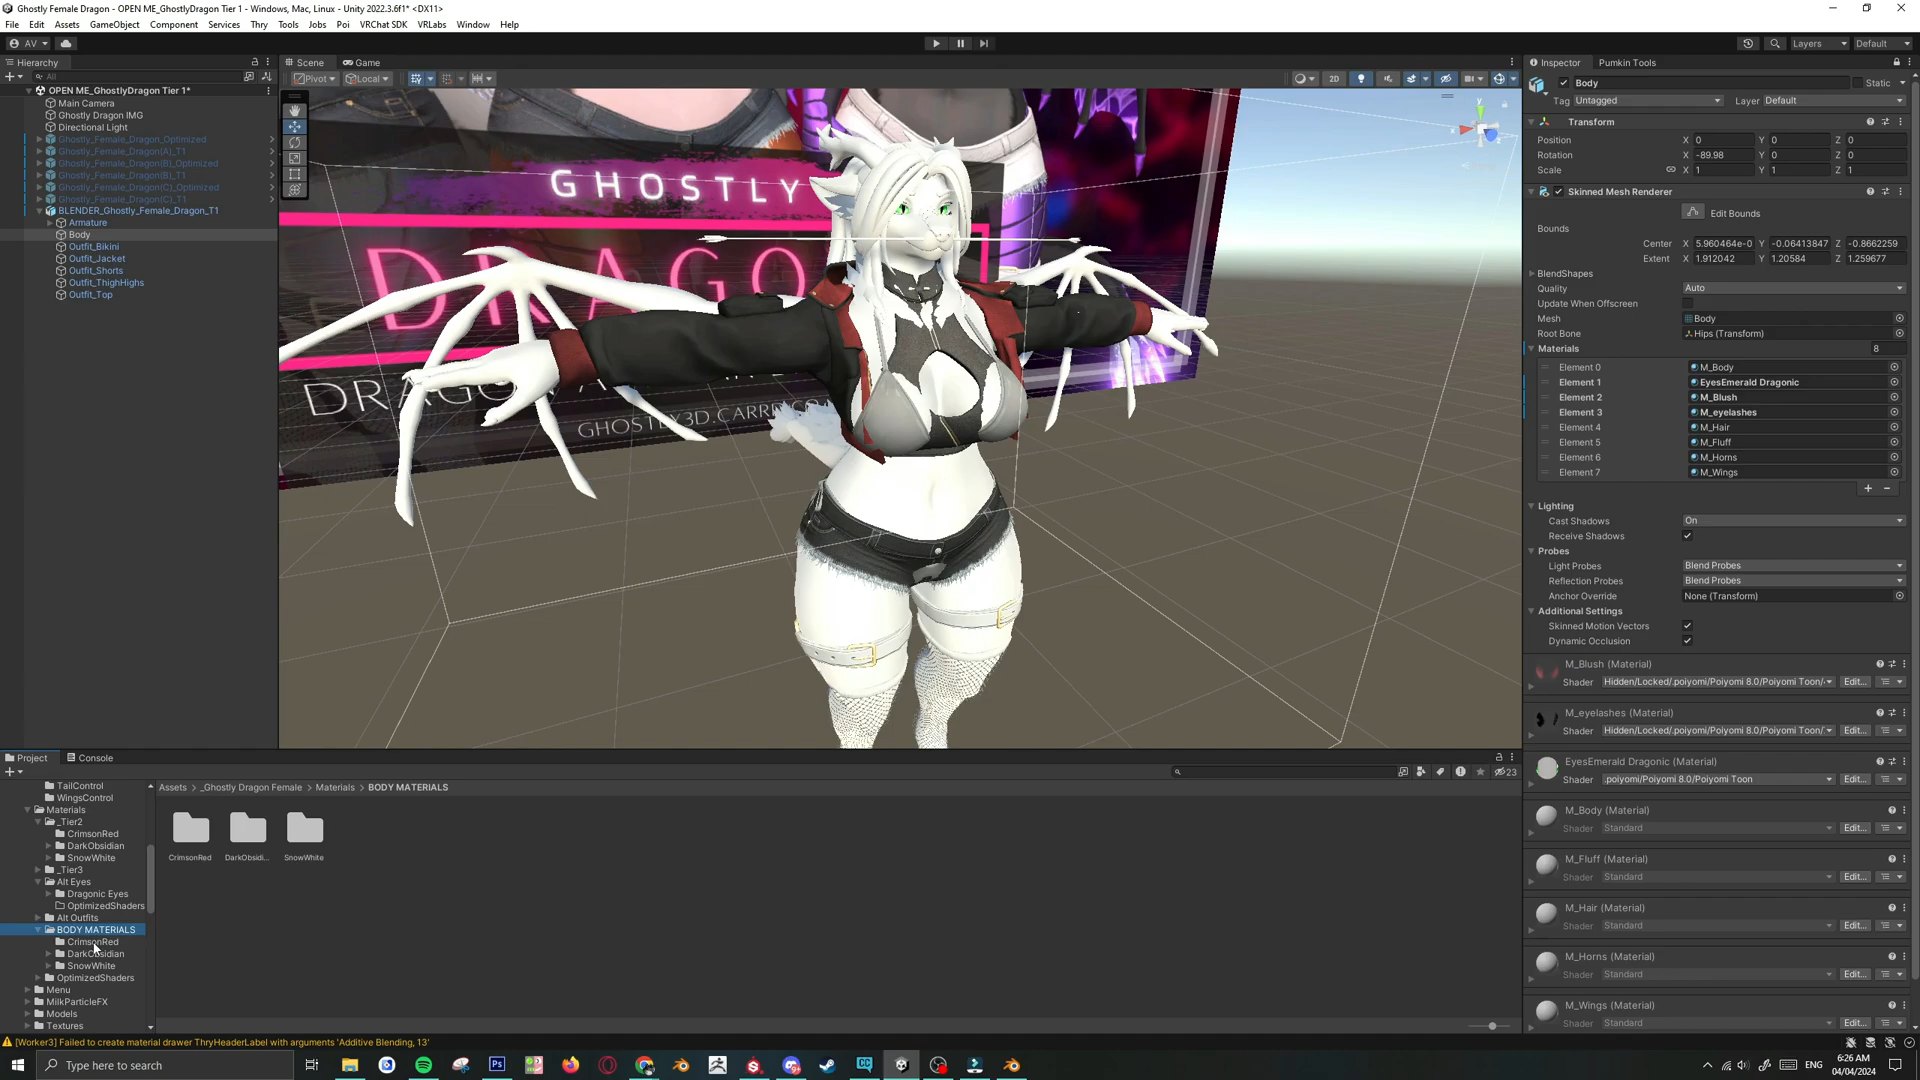 Ghostly Female Dragon - OPEN ME_GhostlyDragon Tier 1 - Windows, Mac, Linux - Unity 2022.3.6f1* <DX11>
File Edit Assets GameObject Component Services Thry Tools Jobs Poi VRChat SDK VRLabs Window Help
AV Layers Default
Hierarchy Scene Game Inspector Pumkin Tools
All Pivot Local 2D
OPEN ME_GhostlyDragon Tier 1*
Main Camera
Ghostly Dragon IMG
Directional Light
Ghostly_Female_Dragon_Optimized
Ghostly_Female_Dragon(A)_T1
Ghostly_Female_Dragon(B)_Optimized
Ghostly_Female_Dragon(B)_T1
Ghostly_Female_Dragon(C)_Optimized
Ghostly_Female_Dragon(C)_T1
BLENDER_Ghostly_Female_Dragon_T1
Armature
Body
Outfit_Bikini
Outfit_Jacket
Outfit_Shorts
Outfit_ThighHighs
Outfit_Top
GHOSTLY
DRAGO
GHOSTLY3D.CARRD.CO
y
Body Static
Tag Untagged Layer Default
Transform
Position X 0 Y 0 Z 0
Rotation X -89.98 Y 0 Z 0
Scale X 1 Y 1 Z 1
Skinned Mesh Renderer
Edit Bounds
Bounds
Center X 5.960464e-0 Y -0.06413847 Z -0.8662259
Extent X 1.912042 Y 1.20584 Z 1.259677
BlendShapes
Quality Auto
Update When Offscreen
Mesh Body
Root Bone Hips (Transform)
Materials 8
Element 0 M_Body
Element 1 EyesEmerald Dragonic
Element 2 M_Blush
Element 3 M_eyelashes
Element 4 M_Hair
Element 5 M_Fluff
Element 6 M_Horns
Element 7 M_Wings
Lighting
Cast Shadows On
Receive Shadows
Probes
Light Probes Blend Probes
Reflection Probes Blend Probes
Anchor Override None (Transform)
Additional Settings
Skinned Motion Vectors
Dynamic Occlusion
M_Blush (Material)
Shader Hidden/Locked/.poiyomi/Poiyomi 8.0/Poiyomi Toon/ Edit...
M_eyelashes (Material)
Shader Hidden/Locked/.poiyomi/Poiyomi 8.0/Poiyomi Toon/ Edit...
EyesEmerald Dragonic (Material)
Shader .poiyomi/Poiyomi 8.0/Poiyomi Toon Edit...
M_Body (Material)
Shader Standard Edit...
M_Fluff (Material)
Shader Standard Edit...
M_Hair (Material)
Shader Standard Edit...
M_Horns (Material)
Shader Standard Edit...
M_Wings (Material)
Shader Standard Edit...
Project Console
23
TailControl
WingsControl
Materials
_Tier2
CrimsonRed
DarkObsidian
SnowWhite
_Tier3
Alt Eyes
Dragonic Eyes
OptimizedShaders
Alt Outfits
BODY MATERIALS
CrimsonRed
DarkObsidian
SnowWhite
OptimizedShaders
Menu
MilkParticleFX
Models
Textures
Assets > _Ghostly Dragon Female > Materials > BODY MATERIALS
CrimsonRed DarkObsidi... SnowWhite
[Worker3] Failed to create material drawer ThryHeaderLabel with arguments 'Additive Blending, 13'
Type here to search
ENG
6:26 AM
04/04/2024